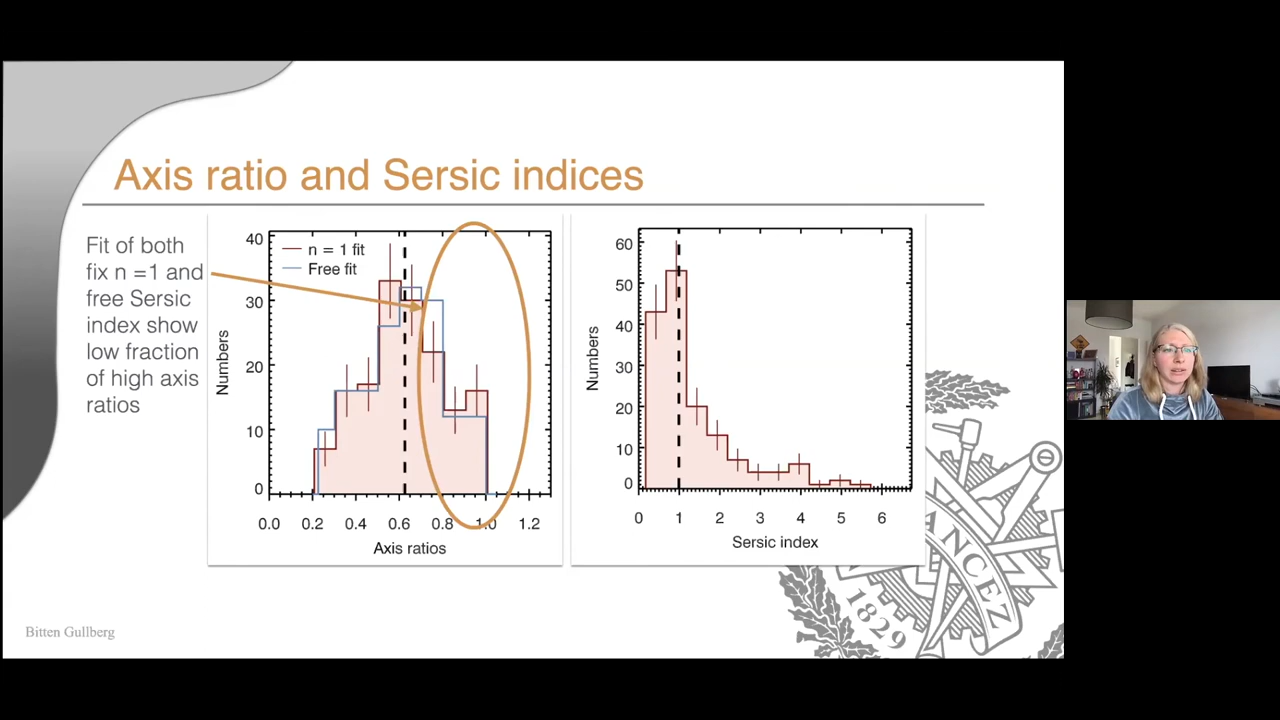 Axis ratio and Sersic indices
Fit of both
fix n =1 and
free Sersic
index show
low fraction
of high axis
ratios
40
30
20
10
0
Numbers
n = 1 fit
Free fit
0.0 0.2 0.4 0.6 0.8 1.0 1.2
Axis ratios
60
50
40
30
20
10
0
Numbers
0 1 2 3 4 5 6
Sersic index
ANCEZ
1829
Bitten Gullberg